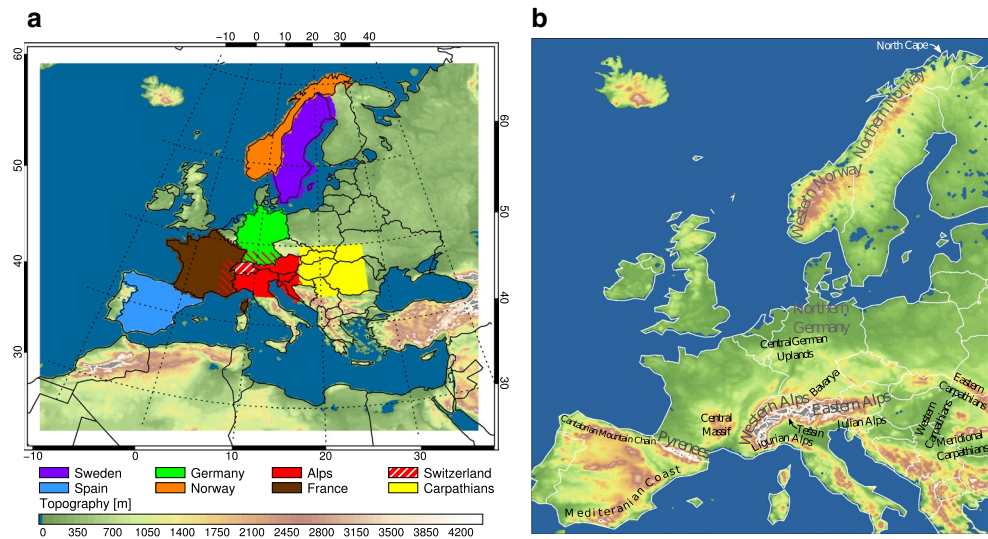 a
−10 0 10 20 30 40
60
50
40
30
60
50
40
30
−10 0 10 20 30
Sweden
Germany
Alps
Switzerland
Spain
Norway
France
Carpathians
Topography [m]
0 350 700 1050 1400 1750 2100 2450 2800 3150 3500 3850 4200
b
North Cape
Northern Norway
Western Norway
Northern
Germany
Central German
Uplands
Bavarya
Western Alps
Eastern Alps
Eastern
Carpathians
Western
Carpathians
Meridional
Carpathians
Central
Massif
Julian Alps
Tessin
Ligurian Alps
Cantabrian Mountain Chain
Pyrenees
Mediteranian Coast